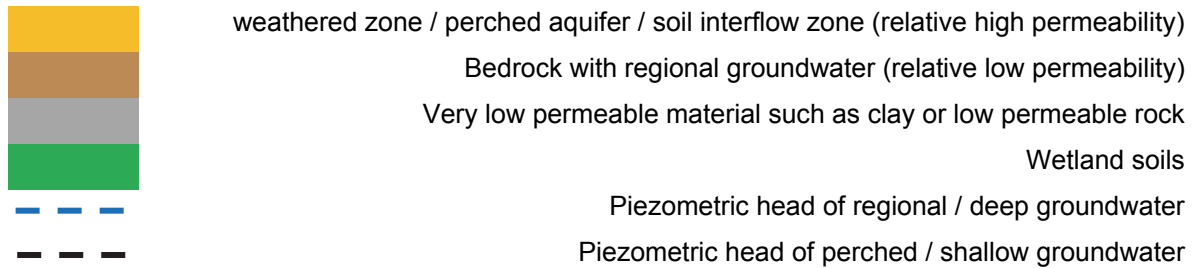 weathered zone / perched aquifer / soil interflow zone (relative high permeability)
Bedrock with regional groundwater (relative low permeability)
Very low permeable material such as clay or low permeable rock
Wetland soils
Piezometric head of regional / deep groundwater
Piezometric head of perched / shallow groundwater